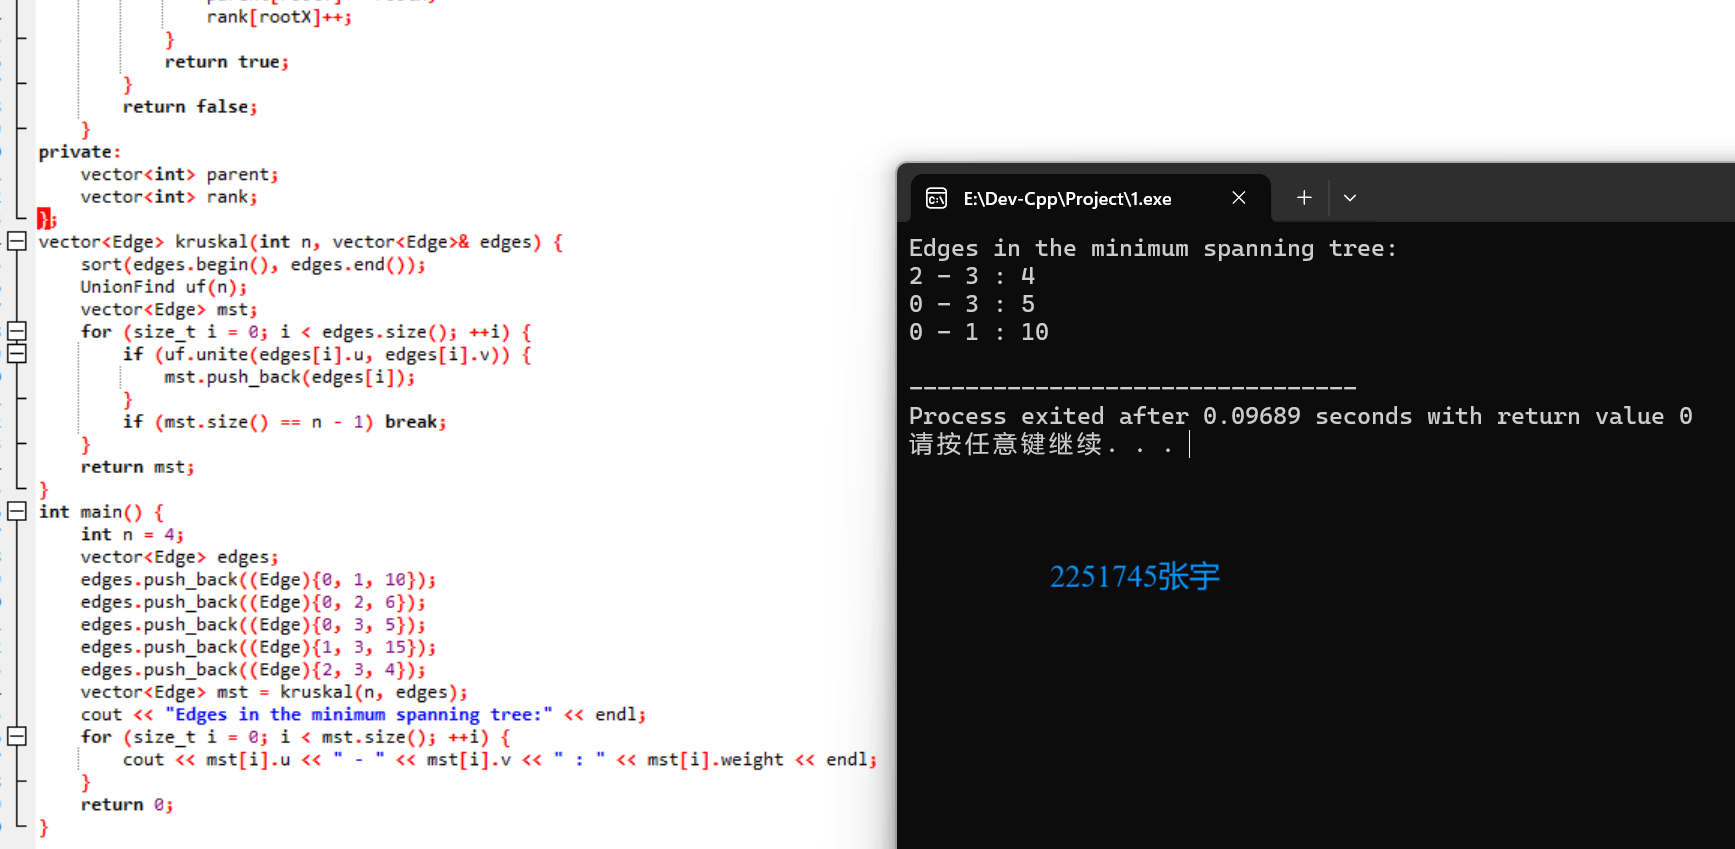 rank[rootX]++;
}
return true;
}
return false;
}
private:
vector<int> parent;
vector<int> rank;
};
vector<Edge> kruskal(int n, vector<Edge>& edges) {
sort(edges.begin(), edges.end());
UnionFind uf(n);
vector<Edge> mst;
for (size_t i = 0; i < edges.size(); ++i) {
if (uf.unite(edges[i].u, edges[i].v)) {
mst.push_back(edges[i]);
}
if (mst.size() == n - 1) break;
}
return mst;
}
int main() {
int n = 4;
vector<Edge> edges;
edges.push_back((Edge){0, 1, 10});
edges.push_back((Edge){0, 2, 6});
edges.push_back((Edge){0, 3, 5});
edges.push_back((Edge){1, 3, 15});
edges.push_back((Edge){2, 3, 4});
vector<Edge> mst = kruskal(n, edges);
cout << "Edges in the minimum spanning tree:" << endl;
for (size_t i = 0; i < mst.size(); ++i) {
cout << mst[i].u << " - " << mst[i].v << " : " << mst[i].weight << endl;
}
return 0;
}
E:\Dev-Cpp\Project\1.exe
Edges in the minimum spanning tree:
2 - 3 : 4
0 - 3 : 5
0 - 1 : 10
--------------------------------
Process exited after 0.09689 seconds with return value 0
请按任意键继续. . .
2251745张宇